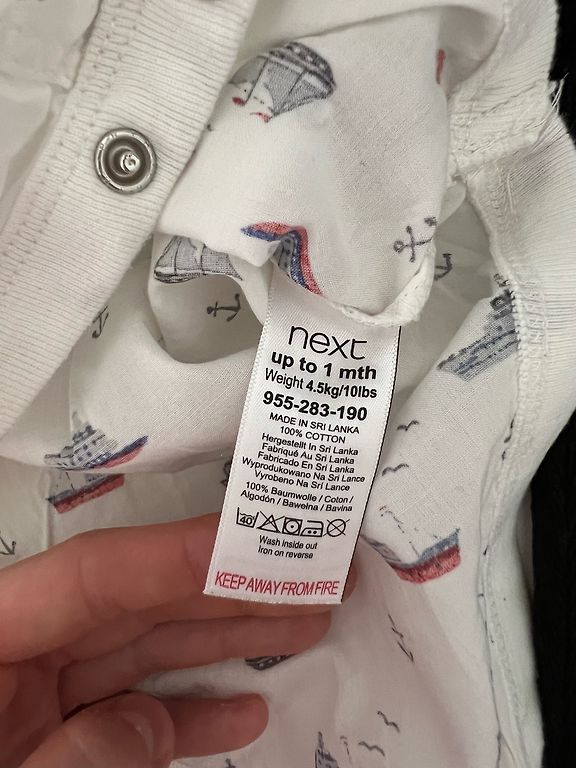 next
up to 1 mth
Weight 4.5kg/10lbs
955-283-190
MADE IN SRI LANKA
100% COTTON
Hergestellt In Sri Lanka
Fabriqué Au Sri Lanka
Fabricado En Sri Lanka
Wyprodukowano Na Sri Lance
Vyrobeno Na Srí Lance
100% Baumwolle / Coton /
Algodón / Bawełna / Bavlna
40
Wash inside out
Iron on reverse
KEEP AWAY FROM FIRE